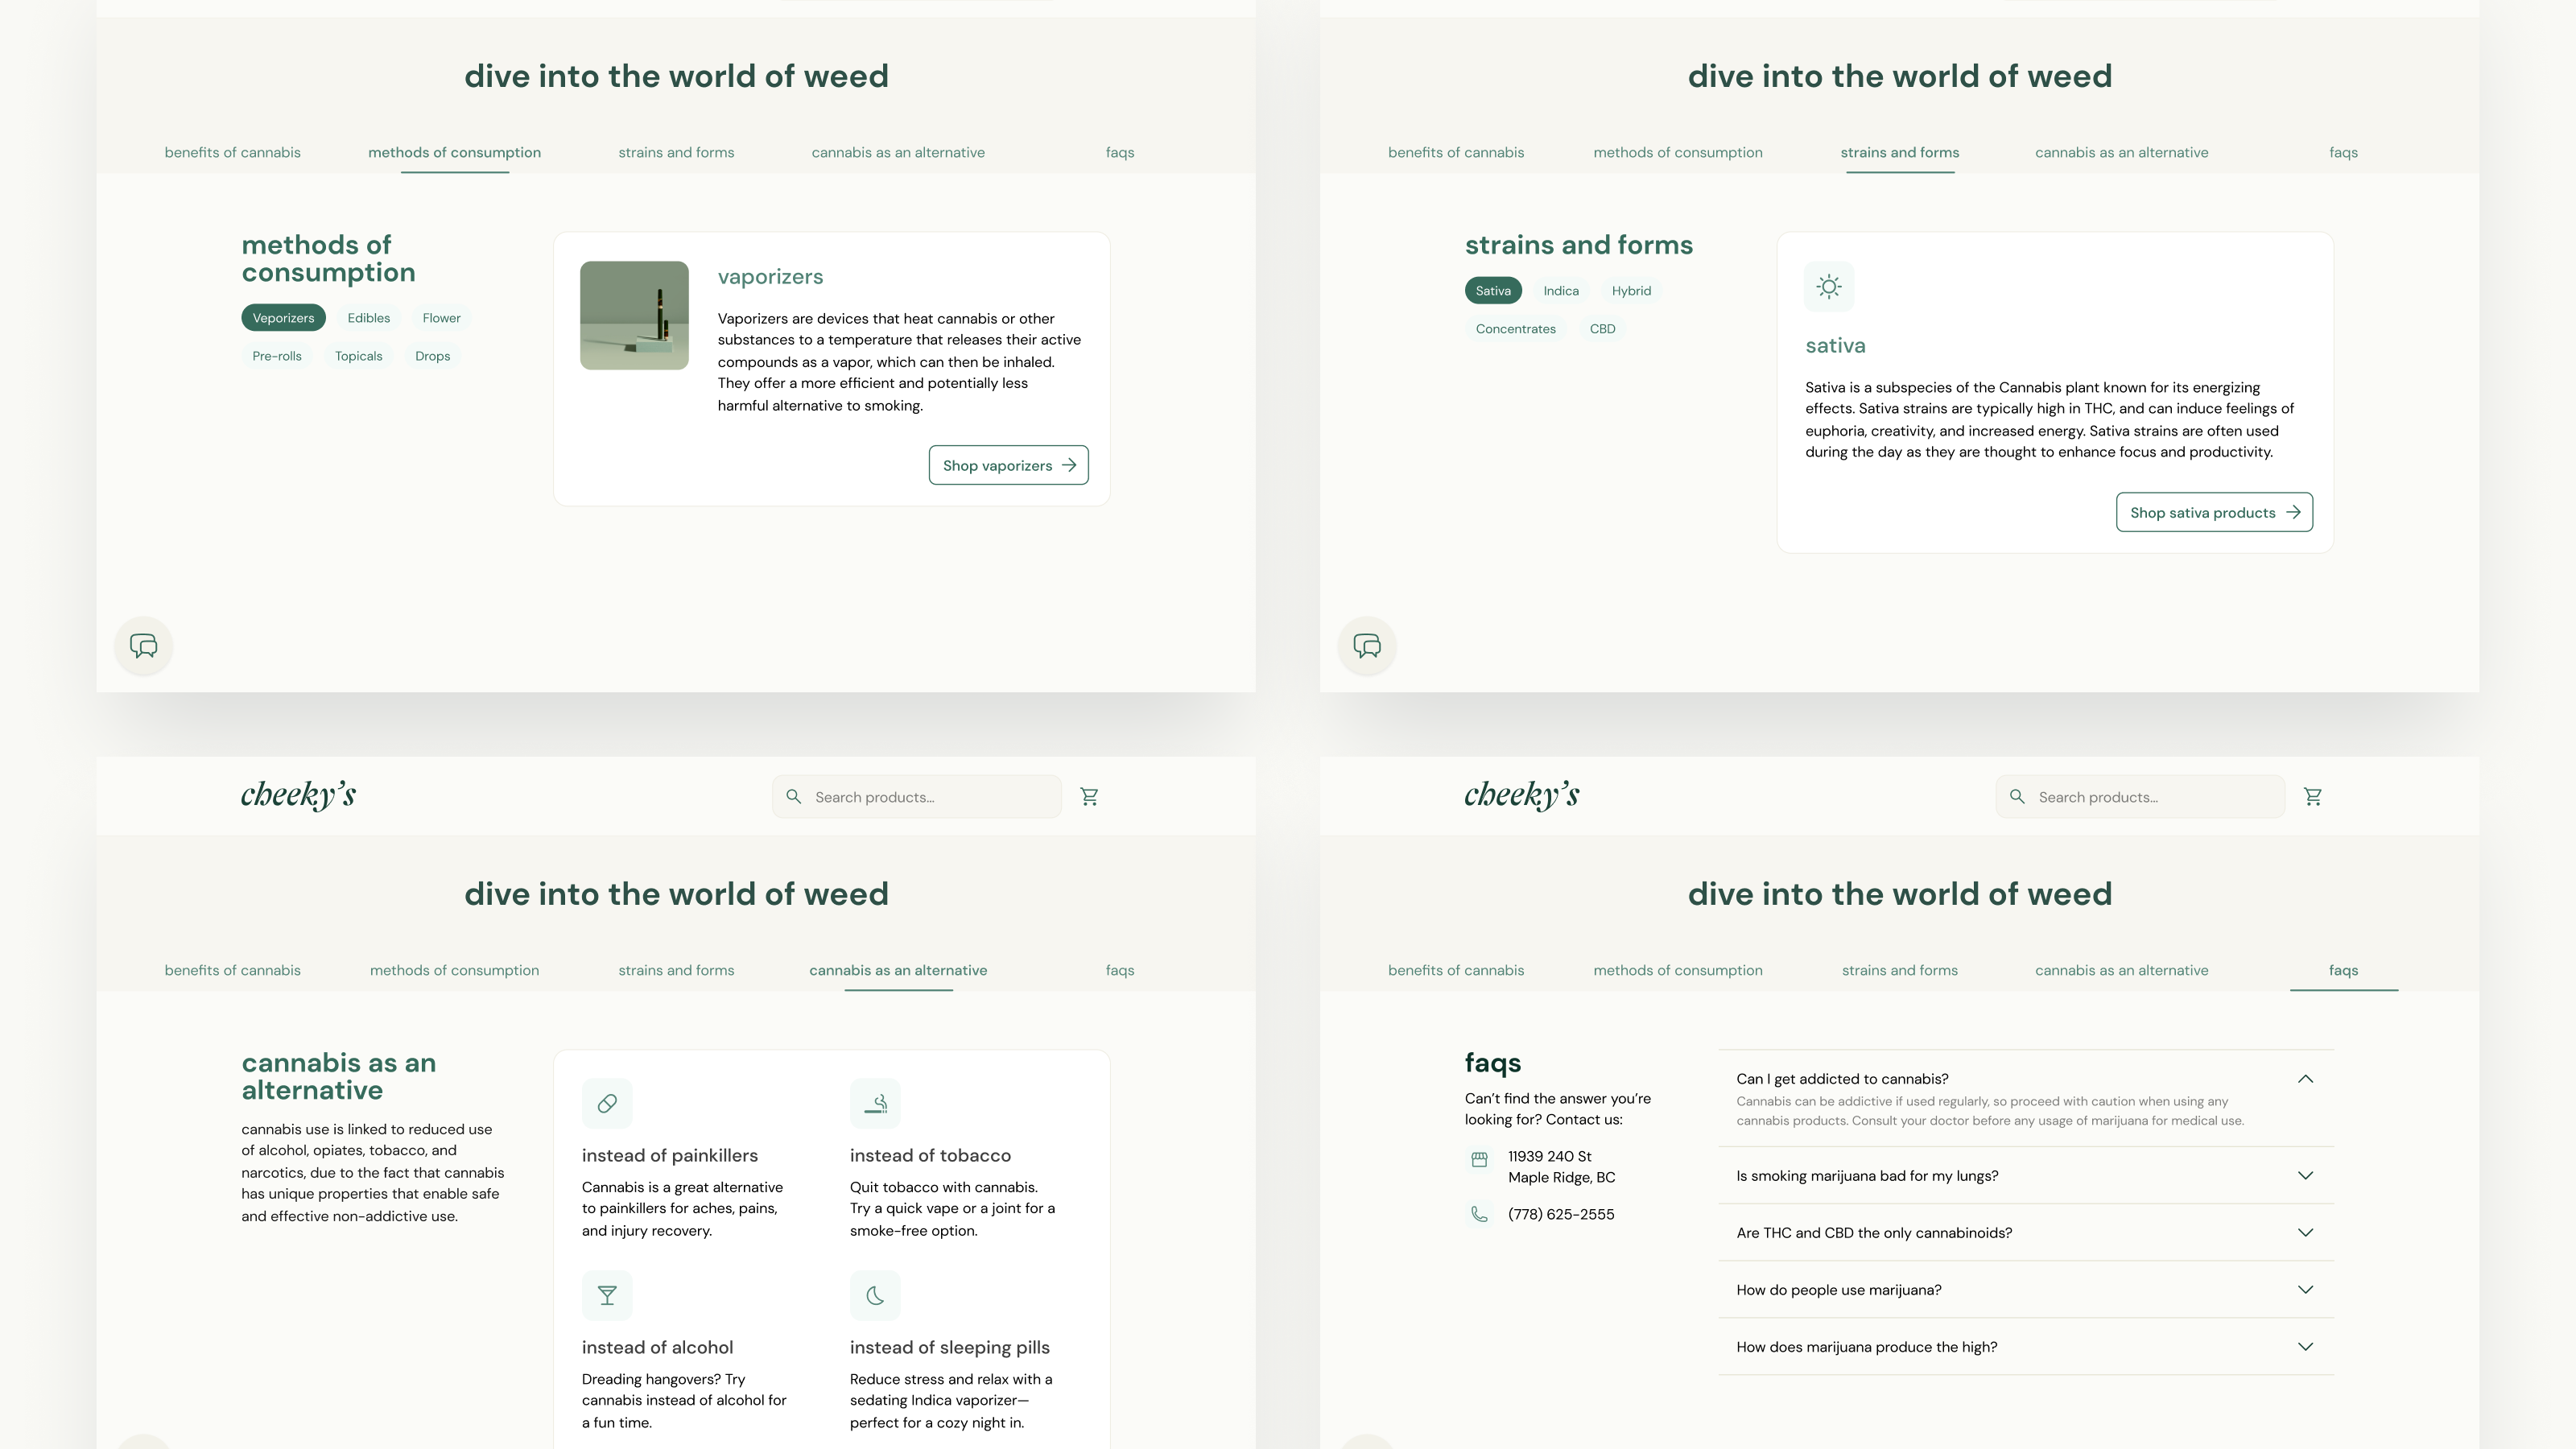 dive into the world of weed
benefits of cannabis
methods of consumption
strains and forms
cannabis as an alternative
faqs
methods of
consumption
Veporizers
Edibles
Flower
Pre-rolls
Topicals
Drops
vaporizers
Vaporizers are devices that heat cannabis or other
substances to a temperature that releases their active
compounds as a vapor, which can then be inhaled.
They offer a more efficient and potentially less
harmful alternative to smoking.
Shop vaporizers
dive into the world of weed
benefits of cannabis
methods of consumption
strains and forms
cannabis as an alternative
faqs
strains and forms
Sativa
Indica
Hybrid
Concentrates
CBD
sativa
Sativa is a subspecies of the Cannabis plant known for its energizing
effects. Sativa strains are typically high in THC, and can induce feelings of
euphoria, creativity, and increased energy. Sativa strains are often used
during the day as they are thought to enhance focus and productivity.
Shop sativa products
cheeky's
Search products...
dive into the world of weed
benefits of cannabis
methods of consumption
strains and forms
cannabis as an alternative
faqs
cannabis as an
alternative
cannabis use is linked to reduced use
of alcohol, opiates, tobacco, and
narcotics, due to the fact that cannabis
has unique properties that enable safe
and effective non-addictive use.
instead of painkillers
Cannabis is a great alternative
to painkillers for aches, pains,
and injury recovery.
instead of tobacco
Quit tobacco with cannabis.
Try a quick vape or a joint for a
smoke-free option.
instead of alcohol
Dreading hangovers? Try
cannabis instead of alcohol for
a fun time.
instead of sleeping pills
Reduce stress and relax with a
sedating Indica vaporizer—
perfect for a cozy night in.
cheeky's
Search products...
dive into the world of weed
benefits of cannabis
methods of consumption
strains and forms
cannabis as an alternative
faqs
faqs
Can't find the answer you're
looking for? Contact us:
11939 240 St
Maple Ridge, BC
(778) 625-2555
Can I get addicted to cannabis?
Cannabis can be addictive if used regularly, so proceed with caution when using any
cannabis products. Consult your doctor before any usage of marijuana for medical use.
Is smoking marijuana bad for my lungs?
Are THC and CBD the only cannabinoids?
How do people use marijuana?
How does marijuana produce the high?